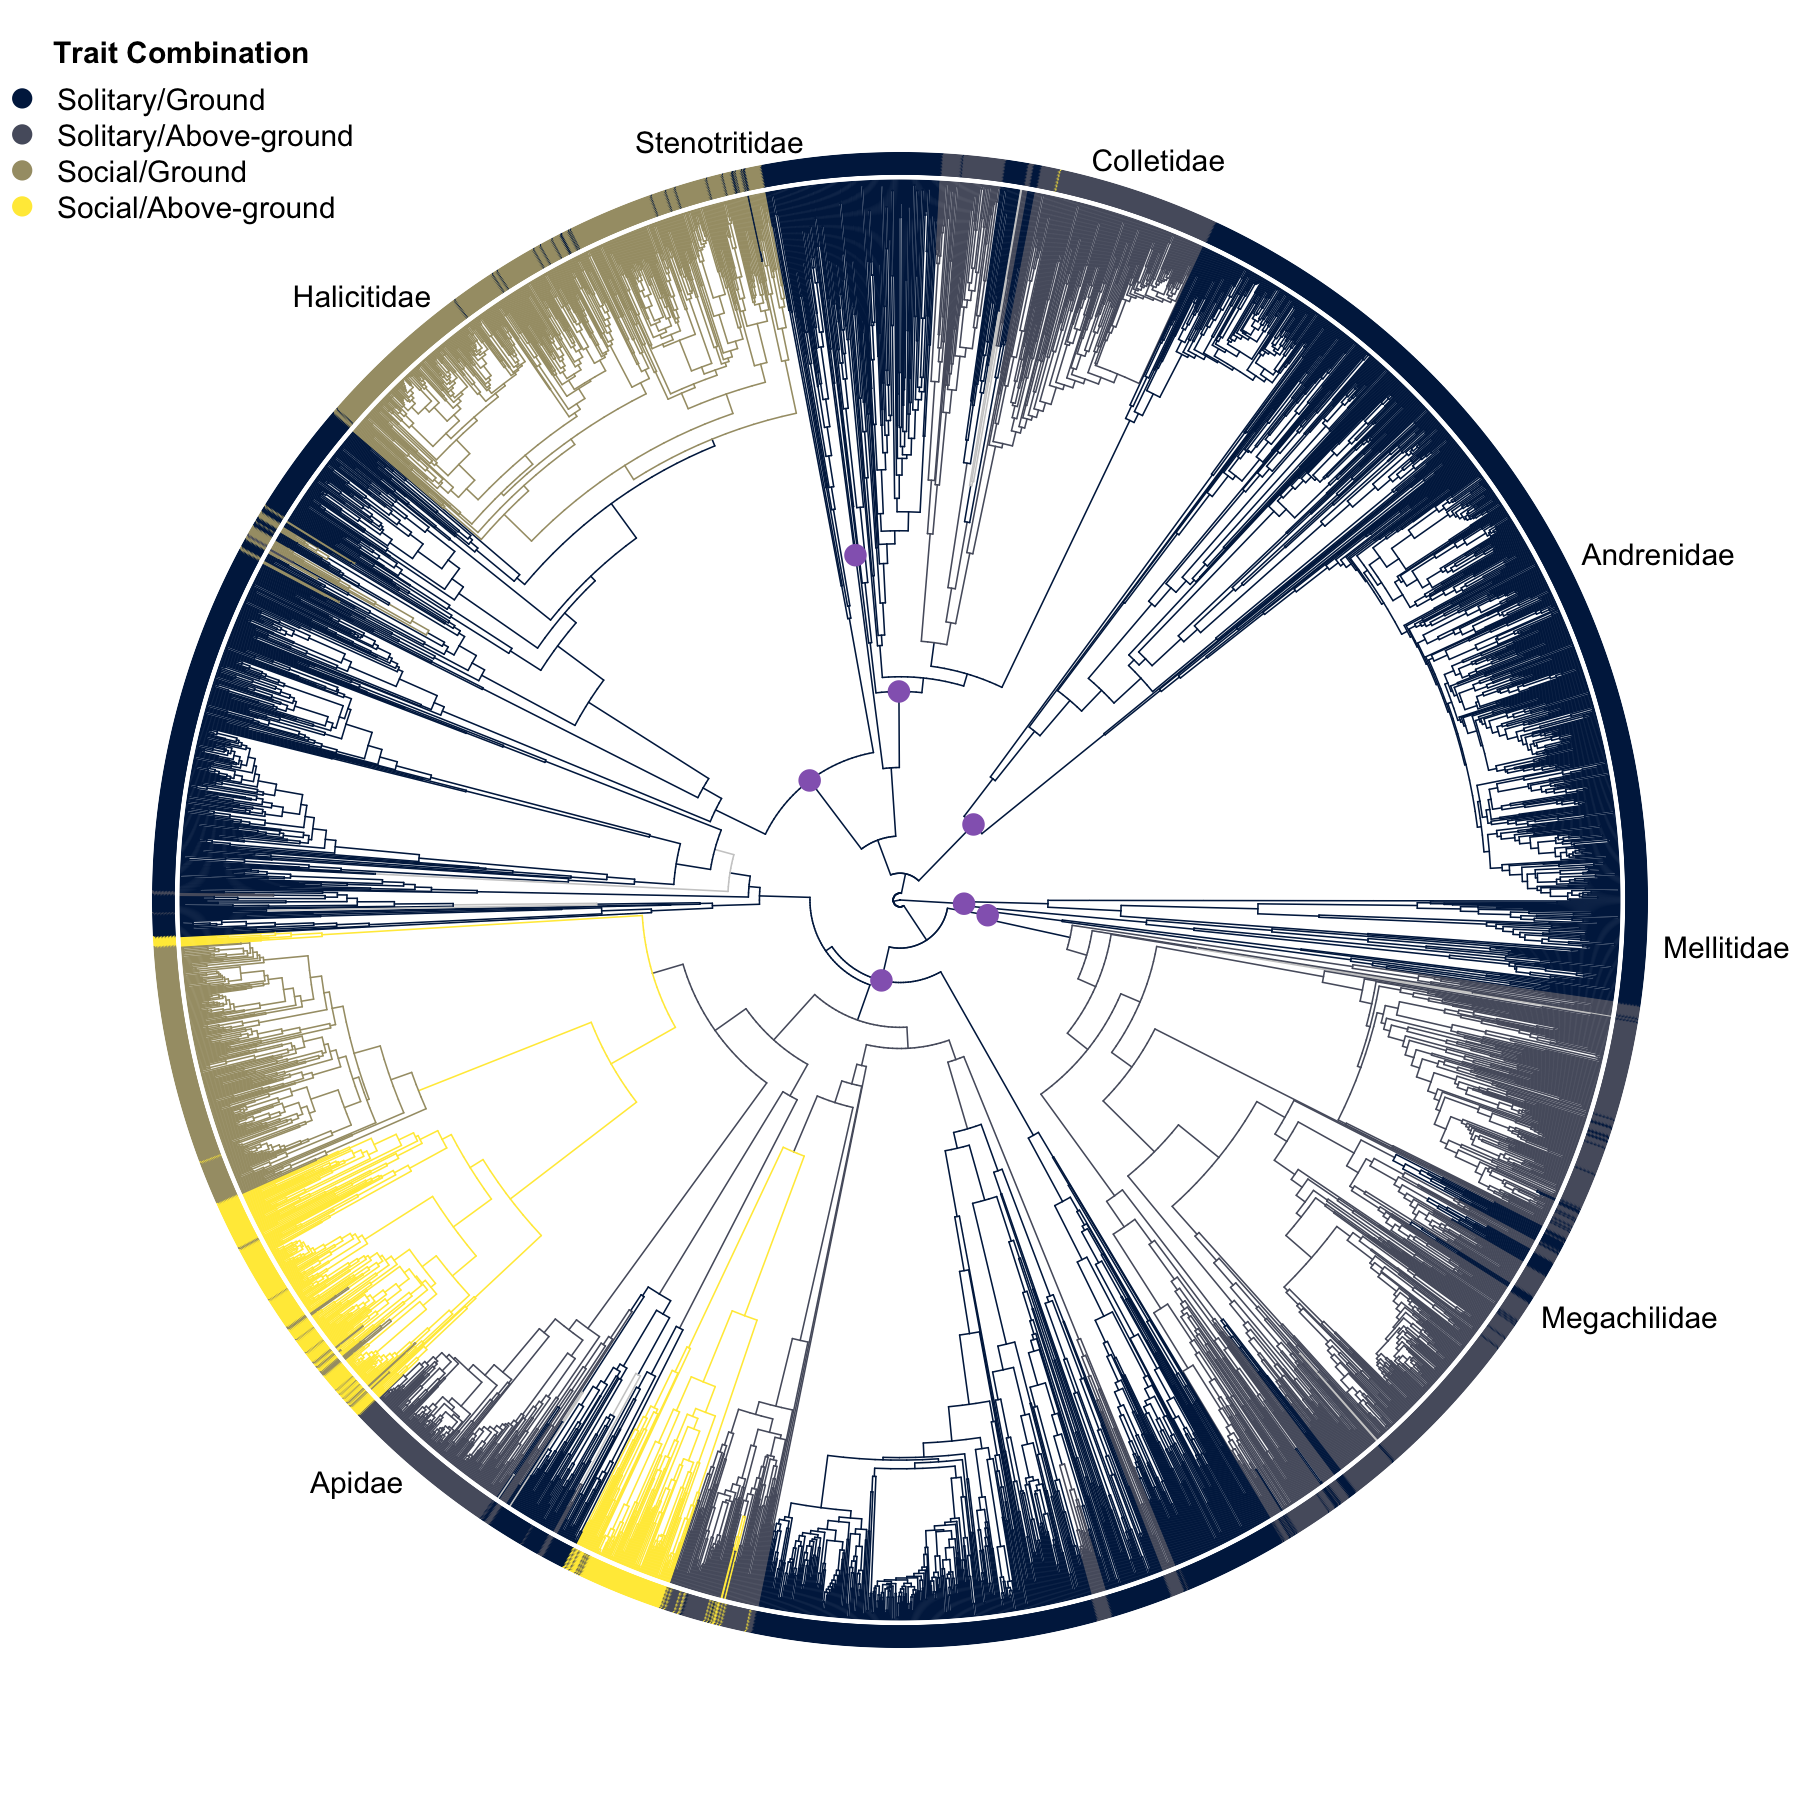 Trait Combination
Solitary/Ground
Solitary/Above-ground
Social/Ground
Social/Above-ground
Stenotritidae
Colletidae
Halicitidae
Andrenidae
Mellitidae
Megachilidae
Apidae